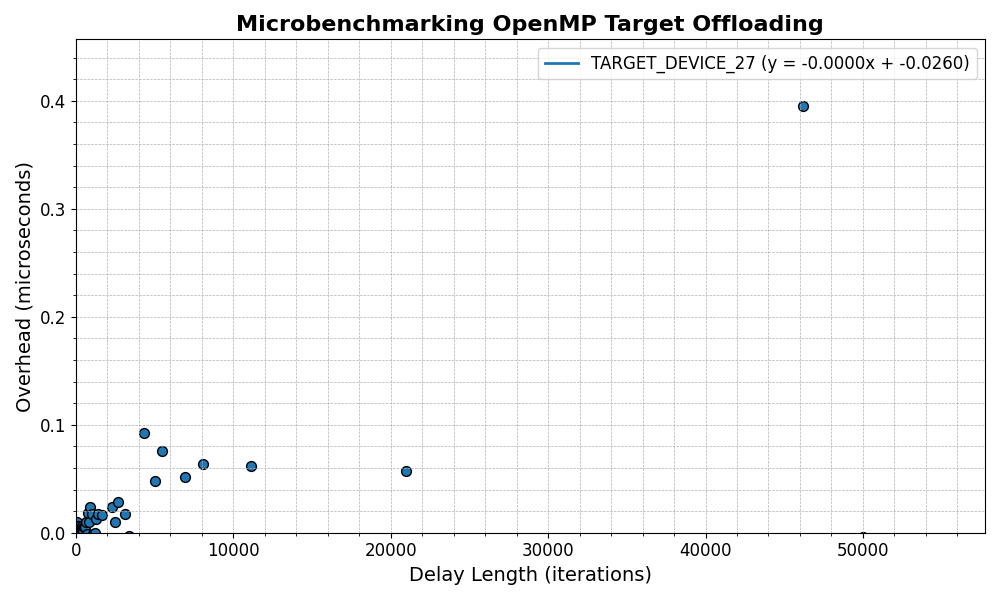 Microbenchmarking OpenMP Target Offloading
TARGET_DEVICE_27 (y = -0.0000x + -0.0260)
Overhead (microseconds)
0.4
0.3
0.2
0.1
0.0
0 10000 20000 30000 40000 50000
Delay Length (iterations)